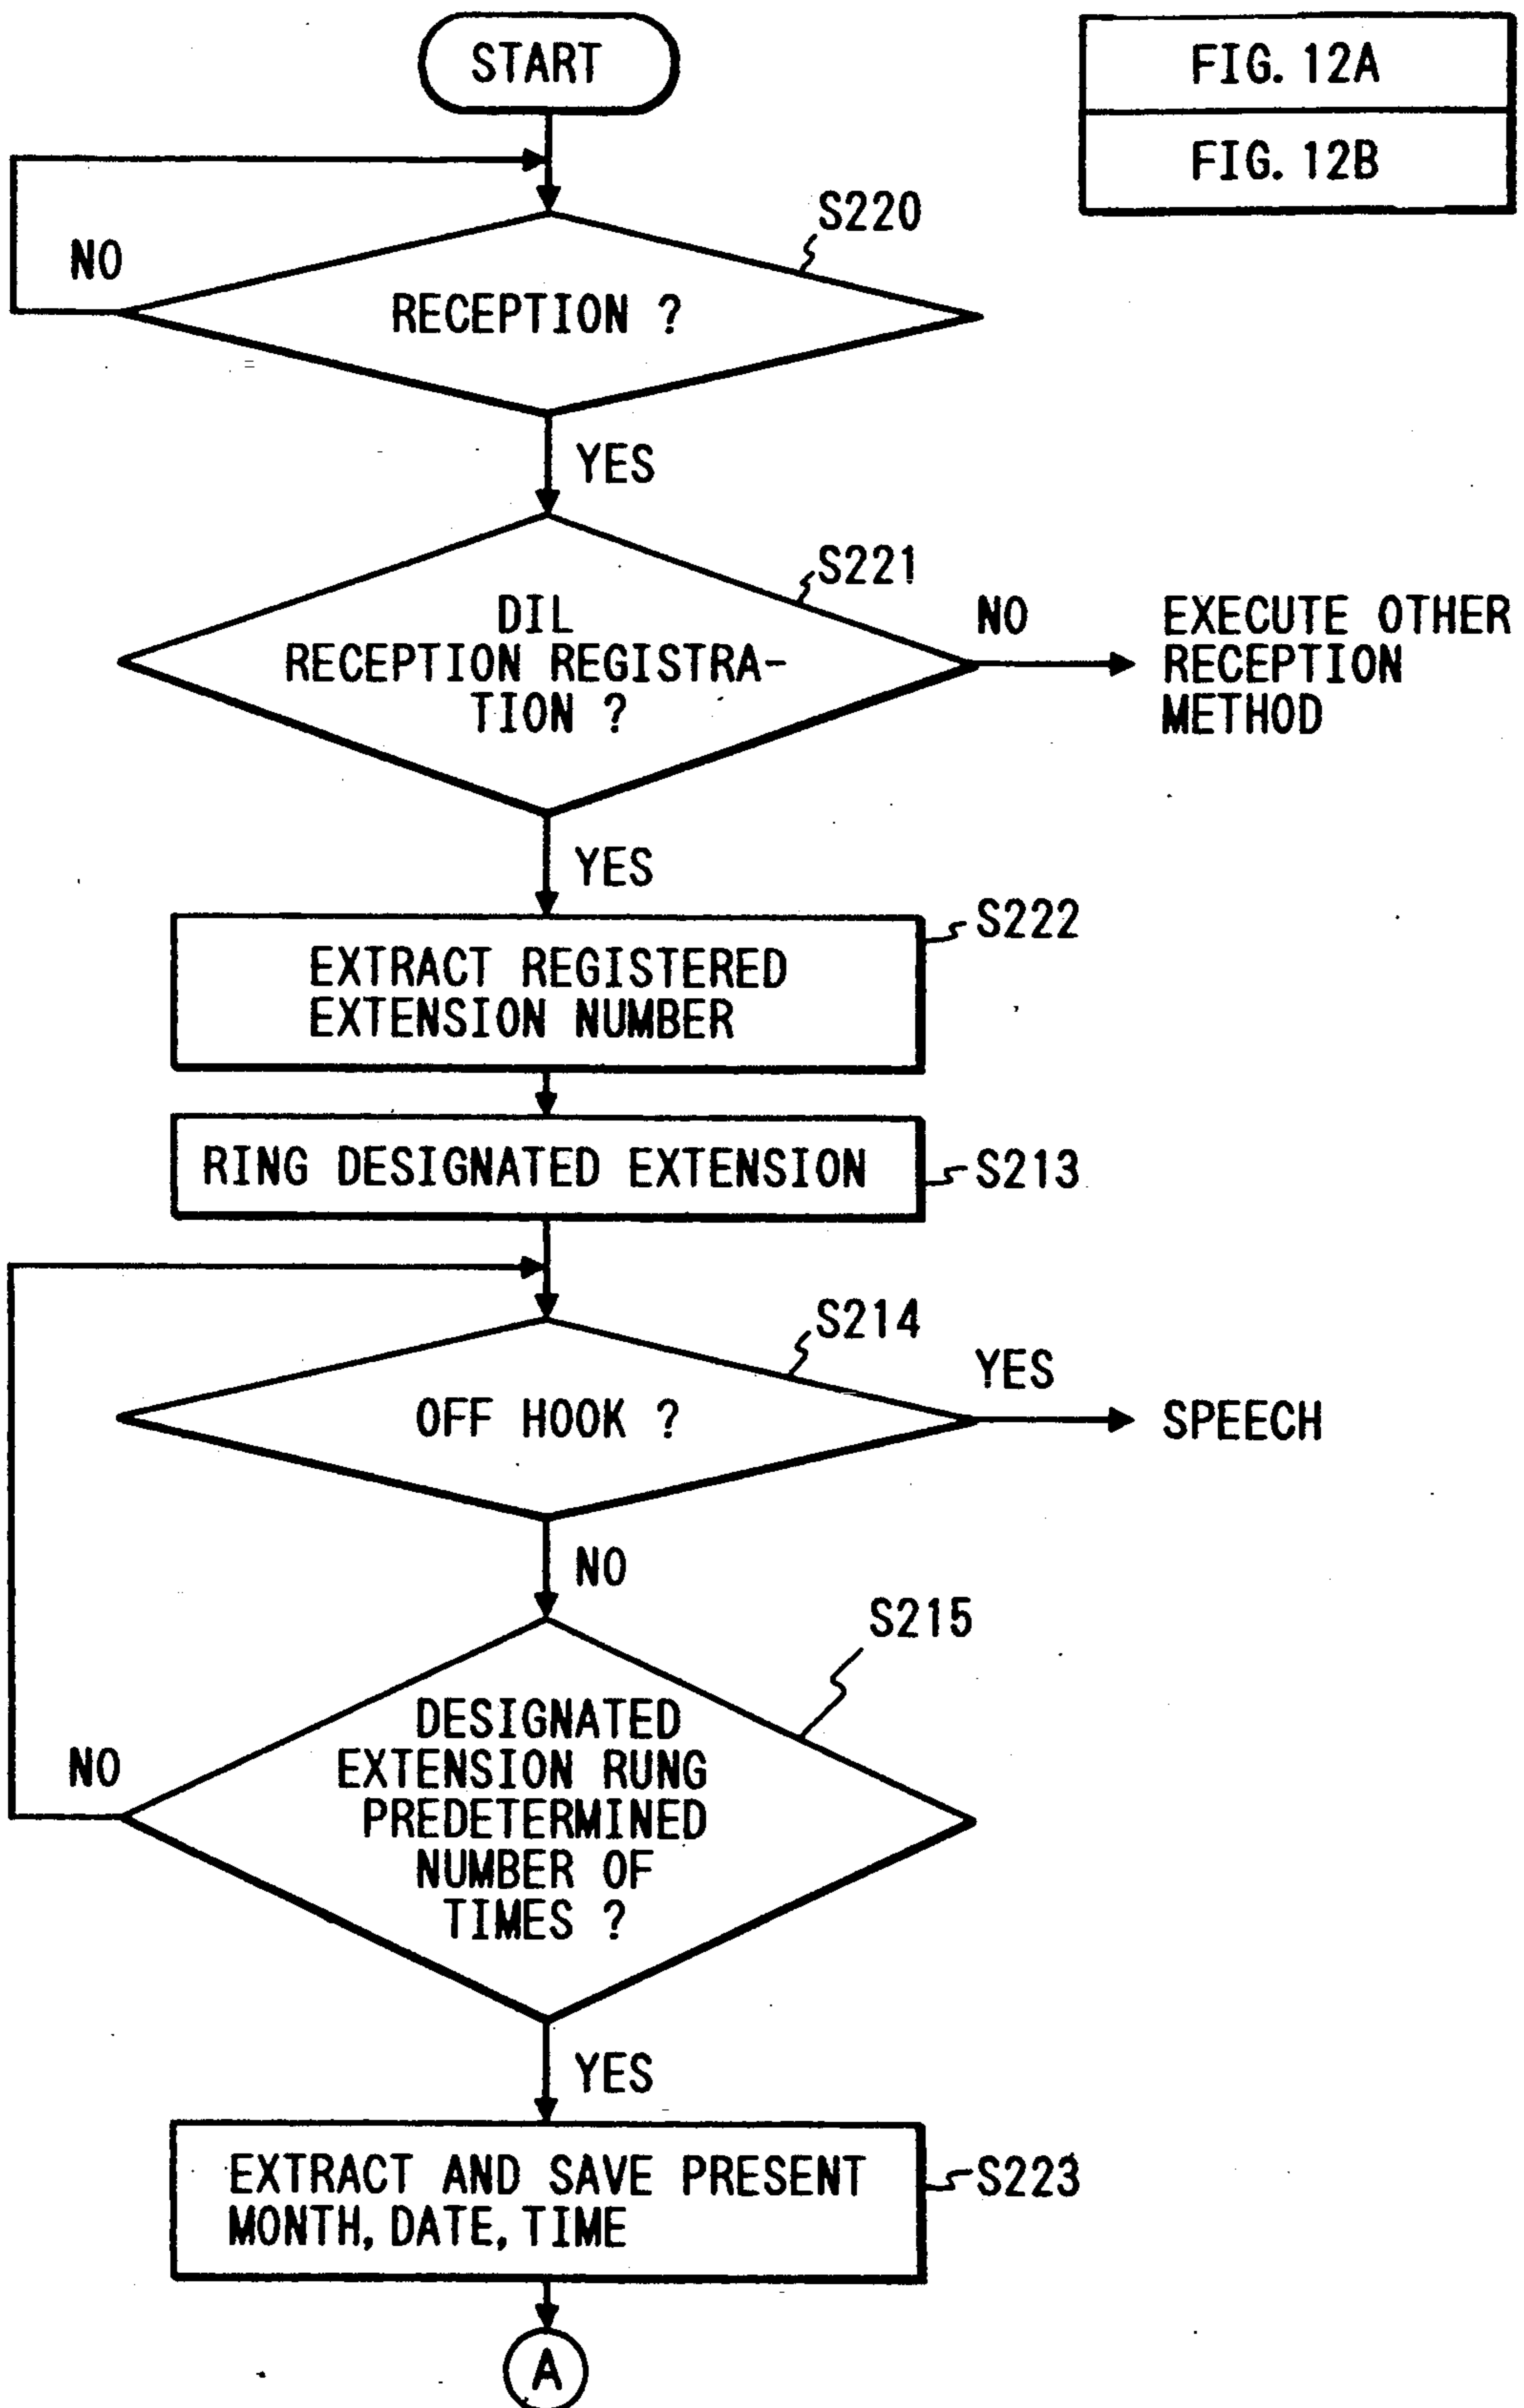 START
FIG. 12A
FIG. 12B
S220
NO
RECEPTION ?
YES
S221
DIL
RECEPTION REGISTRA-
TION ?
NO
EXECUTE OTHER
RECEPTION
METHOD
YES
S222
EXTRACT REGISTERED
EXTENSION NUMBER
RING DESIGNATED EXTENSION
S213
S214
OFF HOOK ?
YES
SPEECH
NO
S215
DESIGNATED
EXTENSION RUNG
PREDETERMINED
NUMBER OF
TIMES ?
NO
YES
EXTRACT AND SAVE PRESENT
MONTH, DATE, TIME
S223
A